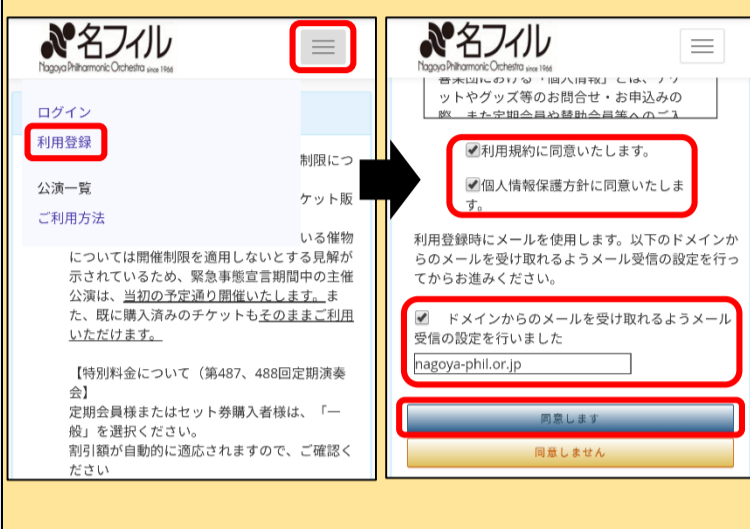 名フィル
Nagoya Philharmonic Orchestra since 1966
ログイン
利用登録
公演一覧
ご利用方法
制限につ
ケット販
いる催物
については開催制限を適用しないとする見解が
示されているため、緊急事態宣言期間中の主催
公演は、当初の予定通り開催いたします。ま
た、既に購入済みのチケットもそのままご利用
いただけます。
【特別料金について（第487、488回定期演奏
会】
定期会員様またはセット券購入者様は、「一
般」を選択ください。
割引額が自動的に適応されますので、ご確認く
ださい
名フィル
Nagoya Philharmonic Orchestra since 1966
響楽団における「個人情報」とは、チケ
ットやグッズ等のお問合せ・お申込みの
際、また定期会員や賛助会員等へのご入
利用規約に同意いたします。
個人情報保護方針に同意いたしま
す。
利用登録時にメールを使用します。以下のドメインか
らのメールを受け取れるようメール受信の設定を行っ
てからお進みください。
ドメインからのメールを受け取れるようメール
受信の設定を行いました
nagoya-phil.or.jp
同意します
同意しません